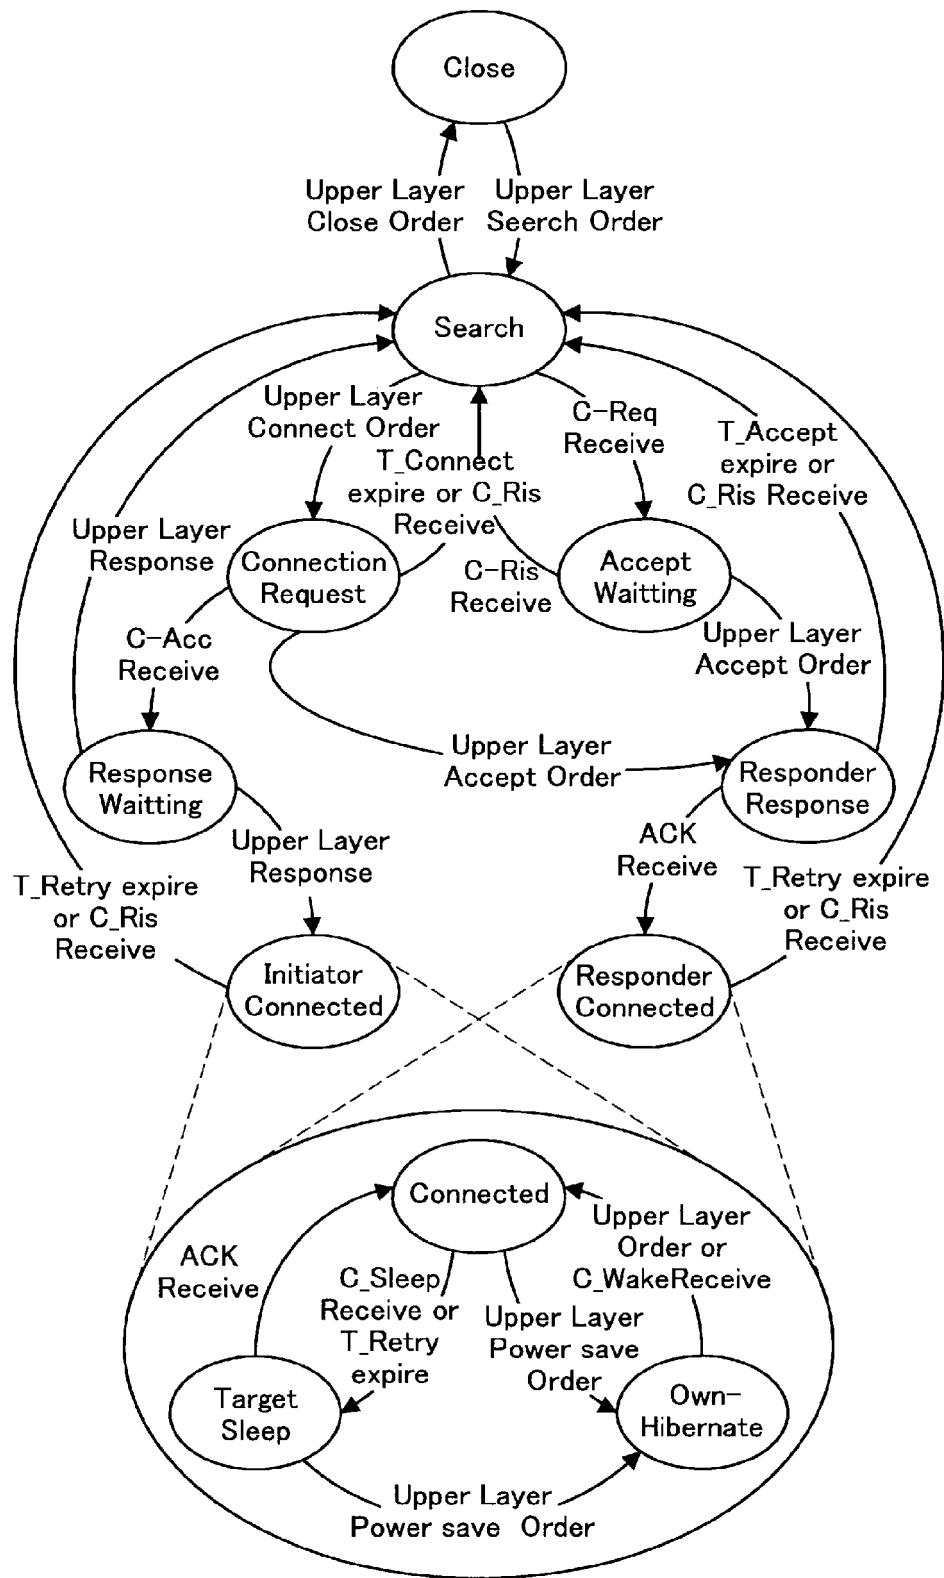 Close
Upper Layer
Close Order
Upper Layer
Seerch Order
Search
Upper Layer
Connect Order
C-Req
Receive
T_Connect
expire or C_Ris
Receive
T_Accept
expire or
C_Ris Receive
Upper Layer
Response
Connection
Request
C-Ris
Receive
Accept
Waitting
C-Acc
Receive
Upper Layer
Accept Order
Upper Layer
Accept Order
Response
Waitting
Responder
Response
Upper Layer
Response
ACK
Receive
T_Retry expire
or C_Ris
Receive
T_Retry expire
or C_Ris
Receive
Initiator
Connected
Responder
Connected
Connected
ACK
Receive
C_Sleep
Receive or
T_Retry
expire
Upper Layer
Power save
Order
Upper Layer
Order or
C_WakeReceive
Target
Sleep
Own-
Hibernate
Upper Layer
Power save Order